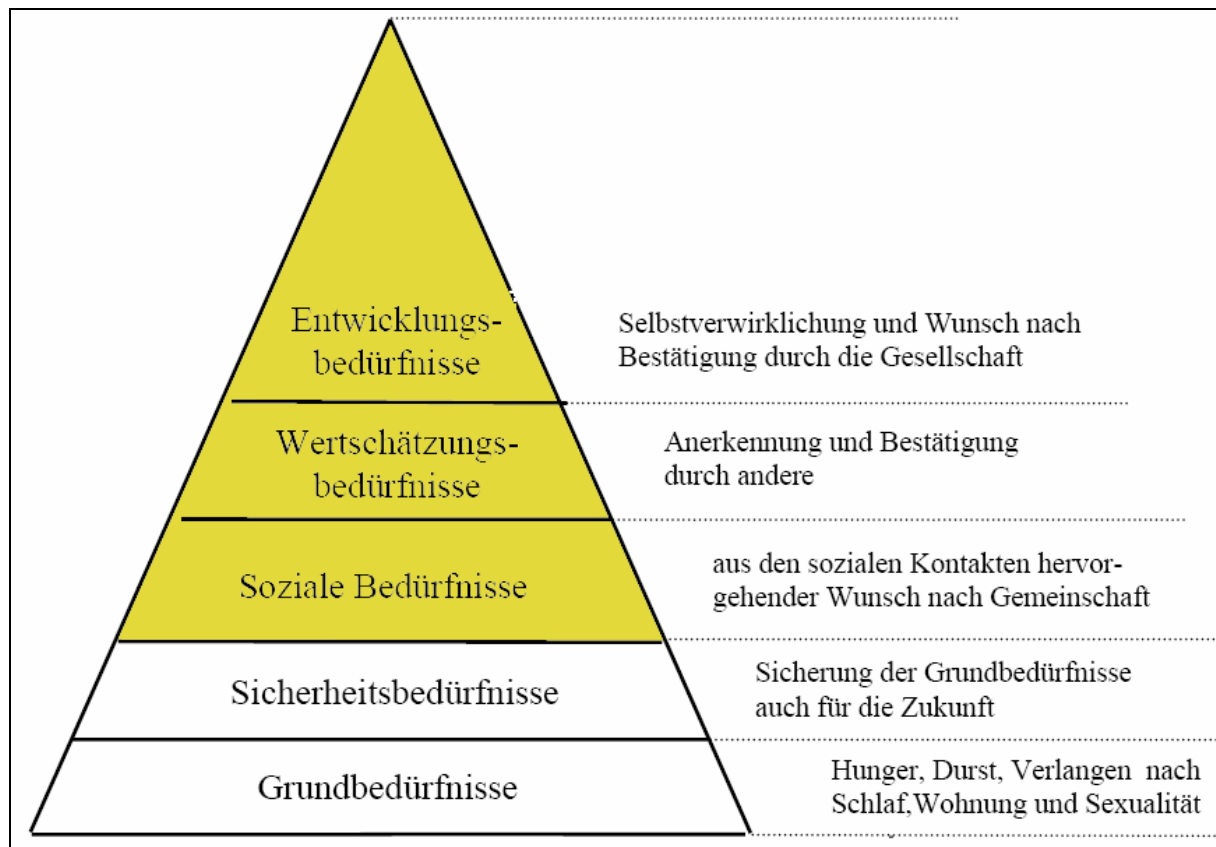 Entwicklungs-
bedürfnisse
Selbstverwirklichung und Wunsch nach
Bestätigung durch die Gesellschaft
Wertschätzungs-
bedürfnisse
Anerkennung und Bestätigung
durch andere
Soziale Bedürfnisse
aus den sozialen Kontakten hervor-
gehender Wunsch nach Gemeinschaft
Sicherheitsbedürfnisse
Sicherung der Grundbedürfnisse
auch für die Zukunft
Grundbedürfnisse
Hunger, Durst, Verlangen nach
Schlaf,Wohnung und Sexualität